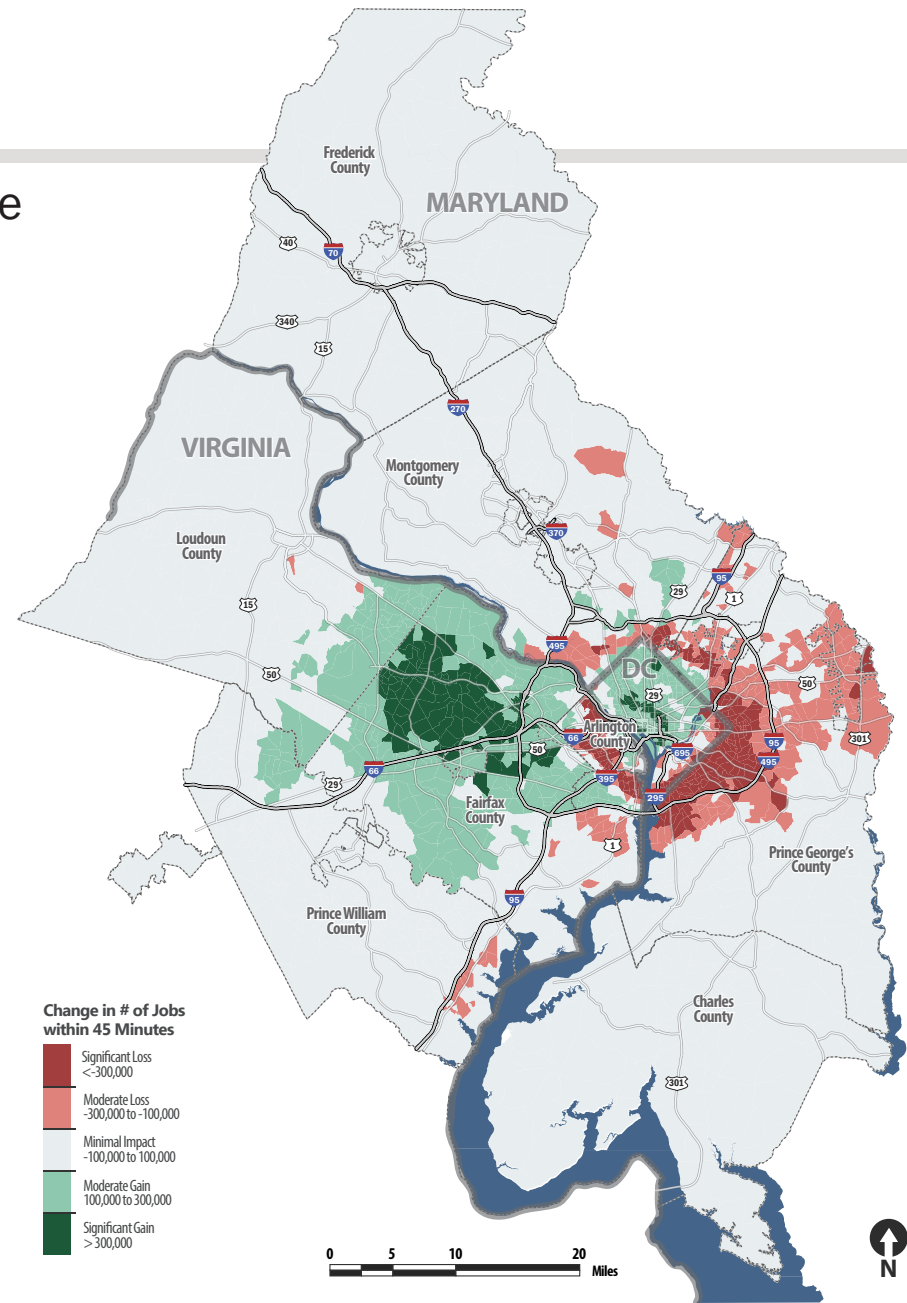 e
Frederick
County
MARYLAND
40
70
340
15
270
VIRGINIA
Montgomery
County
370
Loudoun
County
95
29
1
15
495
DC
50
50
29
Arlington
County
66
50
695
95
301
495
66
29
395
295
Fairfax
County
1
Prince George's
County
95
Prince William
County
Charles
County
301
Change in # of Jobs
within 45 Minutes
Significant Loss
<-300,000
Moderate Loss
-300,000 to -100,000
Minimal Impact
-100,000 to 100,000
Moderate Gain
100,000 to 300,000
Significant Gain
> 300,000
0 5 10 20
Miles
N